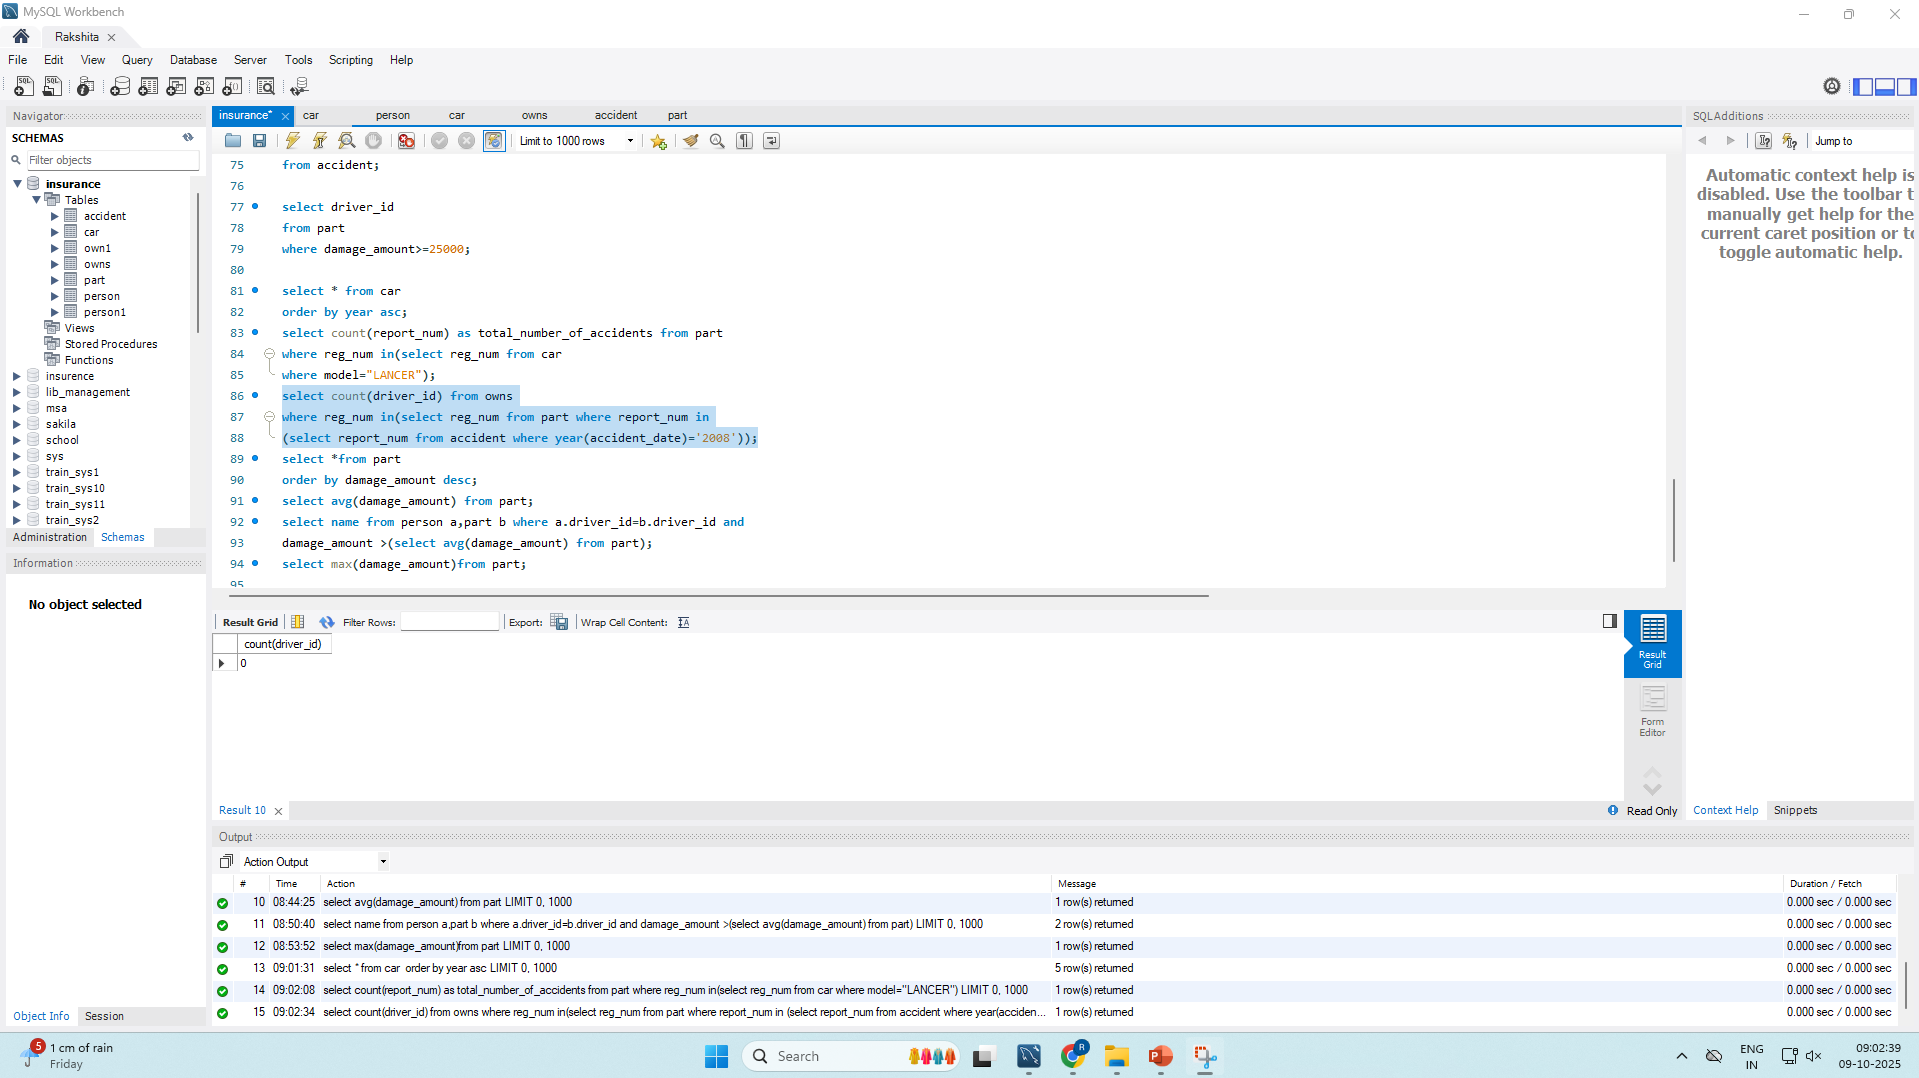 MySQL Workbench
Rakshita
File Edit View Query Database Server Tools Scripting Help
Navigator
SCHEMAS
Filter objects
insurance
Tables
accident
car
own1
owns
part
person
person1
Views
Stored Procedures
Functions
insurence
lib_management
msa
sakila
school
sys
train_sys1
train_sys10
train_sys11
train_sys2
Administration Schemas
Information
No object selected
Object Info Session
insurance* car person car owns accident part
Limit to 1000 rows
75 from accident;
76
77 select driver_id
78 from part
79 where damage_amount>=25000;
80
81 select * from car
82 order by year asc;
83 select count(report_num) as total_number_of_accidents from part
84 where reg_num in(select reg_num from car
85 where model="LANCER");
86 select count(driver_id) from owns
87 where reg_num in(select reg_num from part where report_num in
88 (select report_num from accident where year(accident_date)='2008'));
89 select *from part
90 order by damage_amount desc;
91 select avg(damage_amount) from part;
92 select name from person a,part b where a.driver_id=b.driver_id and
93 damage_amount >(select avg(damage_amount) from part);
94 select max(damage_amount)from part;
95
Result Grid Filter Rows: Export: Wrap Cell Content:
count(driver_id)
0
Result Grid
Form Editor
Result 10
Read Only
SQLAdditions
Jump to
Automatic context help is
disabled. Use the toolbar t
manually get help for the
current caret position or to
toggle automatic help.
Context Help Snippets
Output
Action Output
# Time Action Message Duration / Fetch
10 08:44:25 select avg(damage_amount) from part LIMIT 0, 1000 1 row(s) returned 0.000 sec / 0.000 sec
11 08:50:40 select name from person a,part b where a.driver_id=b.driver_id and damage_amount >(select avg(damage_amount) from part) LIMIT 0, 1000 2 row(s) returned 0.000 sec / 0.000 sec
12 08:53:52 select max(damage_amount)from part LIMIT 0, 1000 1 row(s) returned 0.000 sec / 0.000 sec
13 09:01:31 select * from car order by year asc LIMIT 0, 1000 5 row(s) returned 0.000 sec / 0.000 sec
14 09:02:08 select count(report_num) as total_number_of_accidents from part where reg_num in(select reg_num from car where model="LANCER") LIMIT 0, 1000 1 row(s) returned 0.000 sec / 0.000 sec
15 09:02:34 select count(driver_id) from owns where reg_num in(select reg_num from part where report_num in (select report_num from accident where year(acciden... 1 row(s) returned 0.000 sec / 0.000 sec
5
1 cm of rain
Friday
Search
R
ENG
IN
09:02:39
09-10-2025